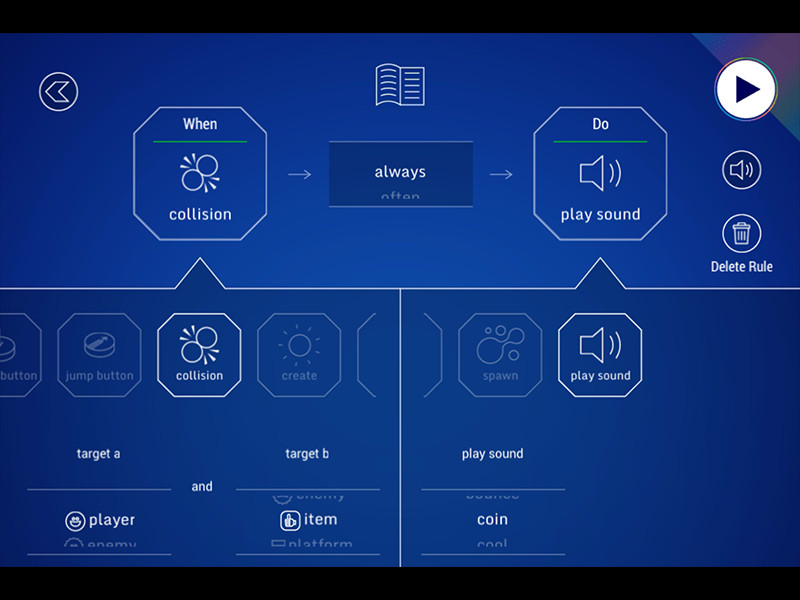 When
collision
always
often
Do
play sound
Delete Rule
button
jump button
collision
create
spawn
play sound
target a
and
target b
play sound
player
enemy
enemy
item
platform
bounce
coin
cool